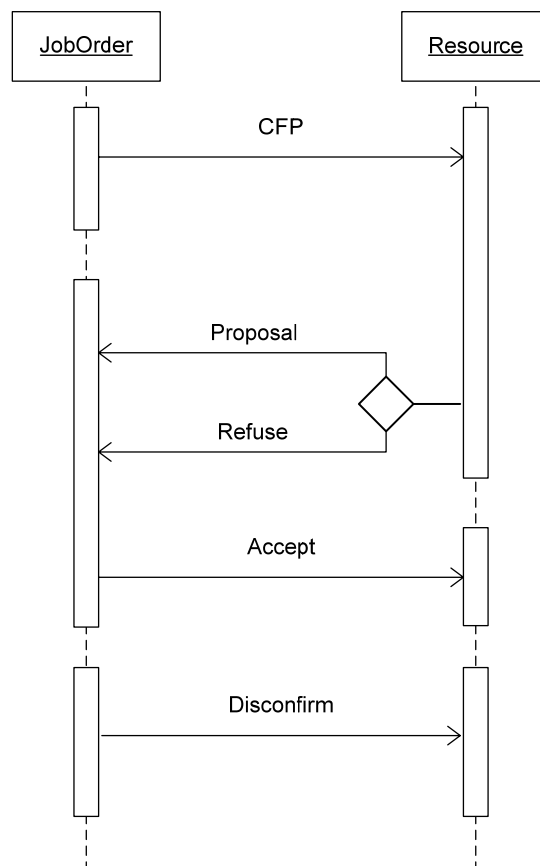 JobOrder
Resource
CFP
Proposal
Refuse
Accept
Disconfirm